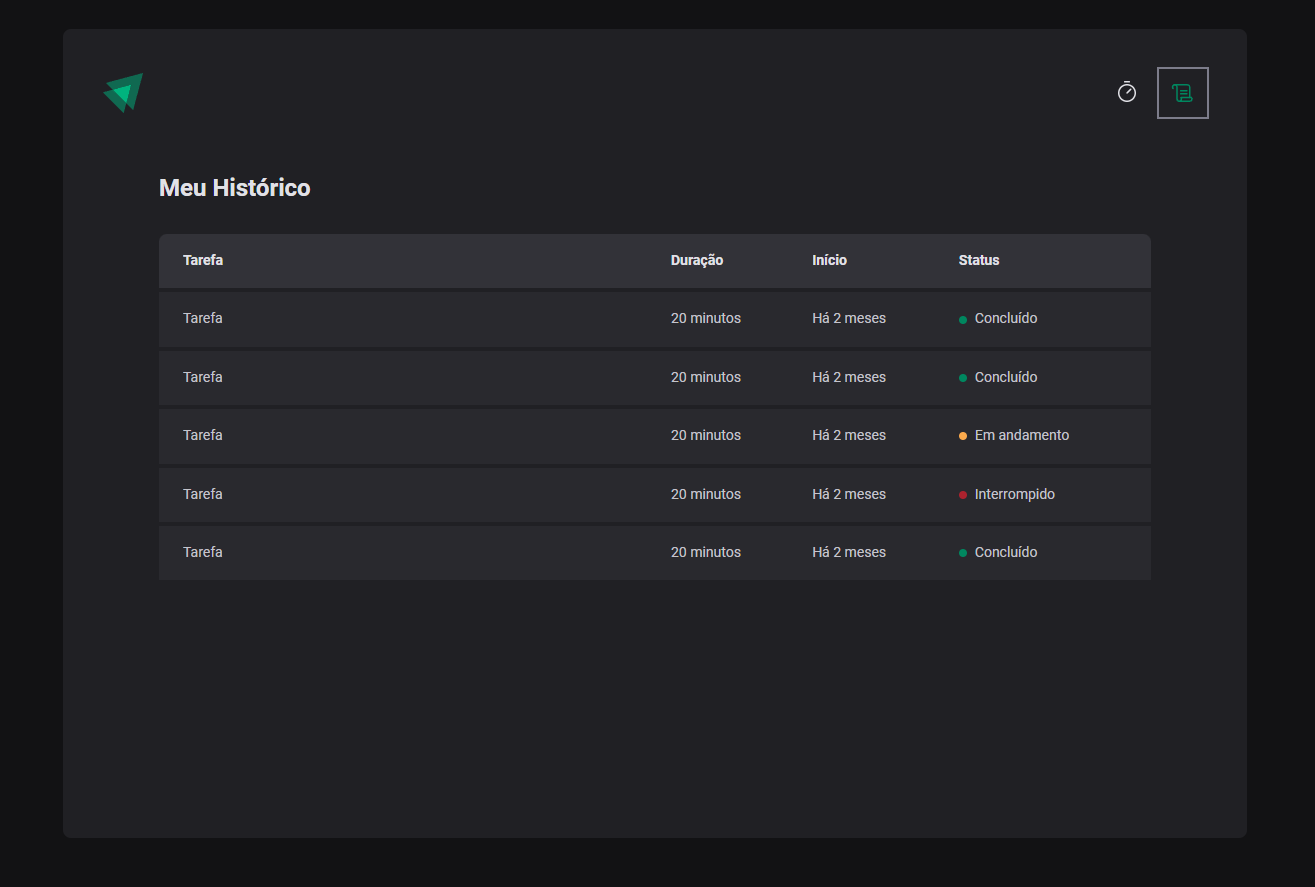 Meu Histórico
Tarefa Duração Início Status
Tarefa 20 minutos Há 2 meses Concluído
Tarefa 20 minutos Há 2 meses Concluído
Tarefa 20 minutos Há 2 meses Em andamento
Tarefa 20 minutos Há 2 meses Interrompido
Tarefa 20 minutos Há 2 meses Concluído